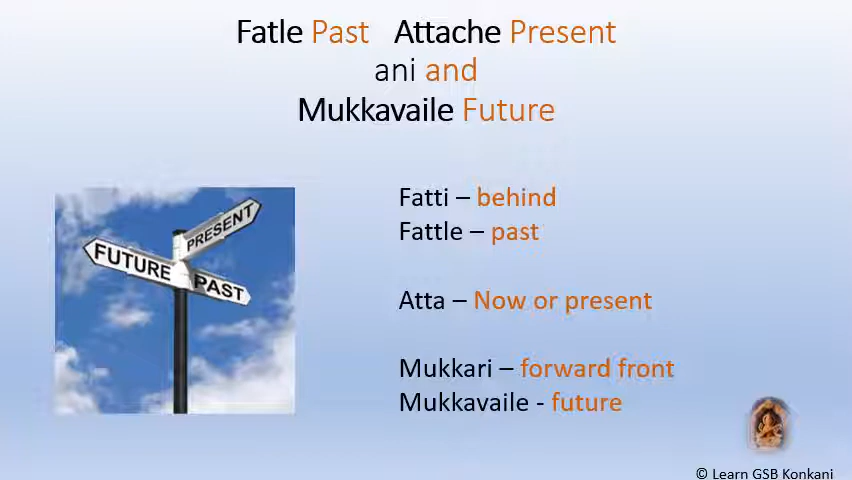 Fatle Past Attache Present
ani and
Mukkavaile Future
Fatti – behind
Fattle – past
Atta – Now or present
Mukkari – forward front
Mukkavaile - future
PRESENT
FUTURE
PAST
© Learn GSB Konkani